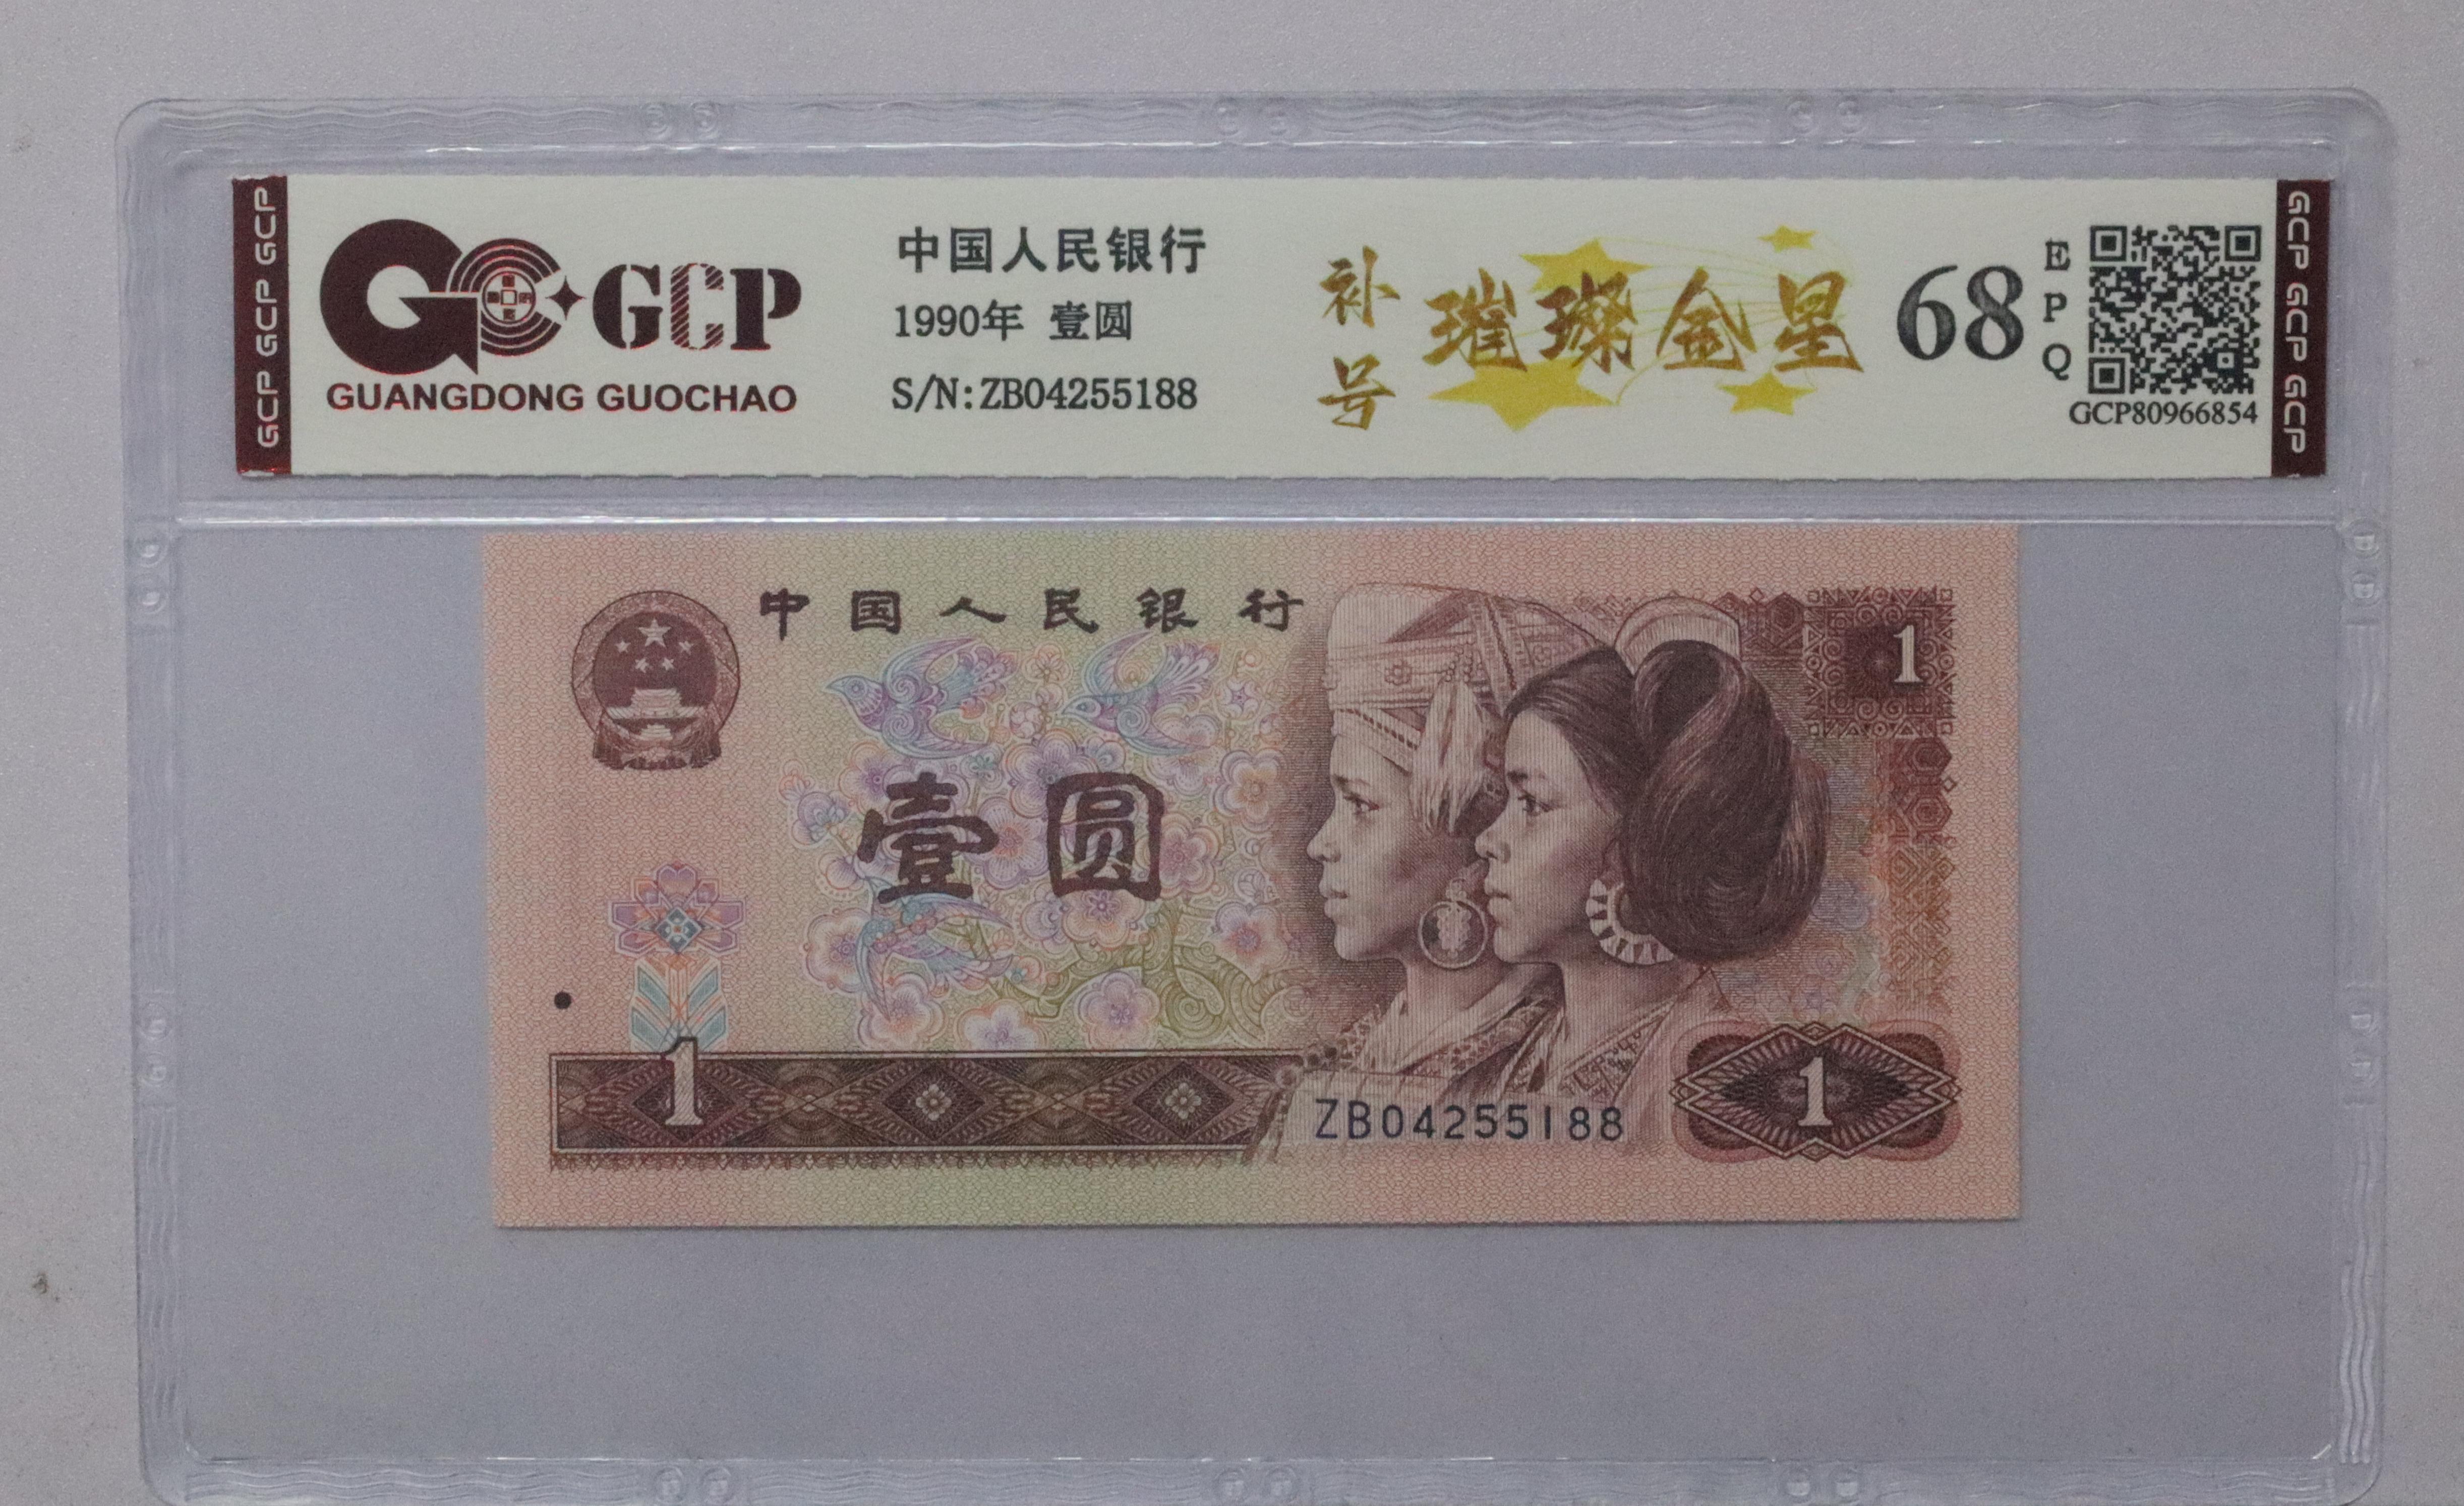 GCP GCP GCP
GCP
GUANGDONG GUOCHAO
中国人民银行
1990年 壹圆
S/N:ZB04255188
补号
璀璨金星
68
EPQ
GCP80966854
GCP GCP GCP
中国人民银行
1
壹圆
1
ZB04255188
1